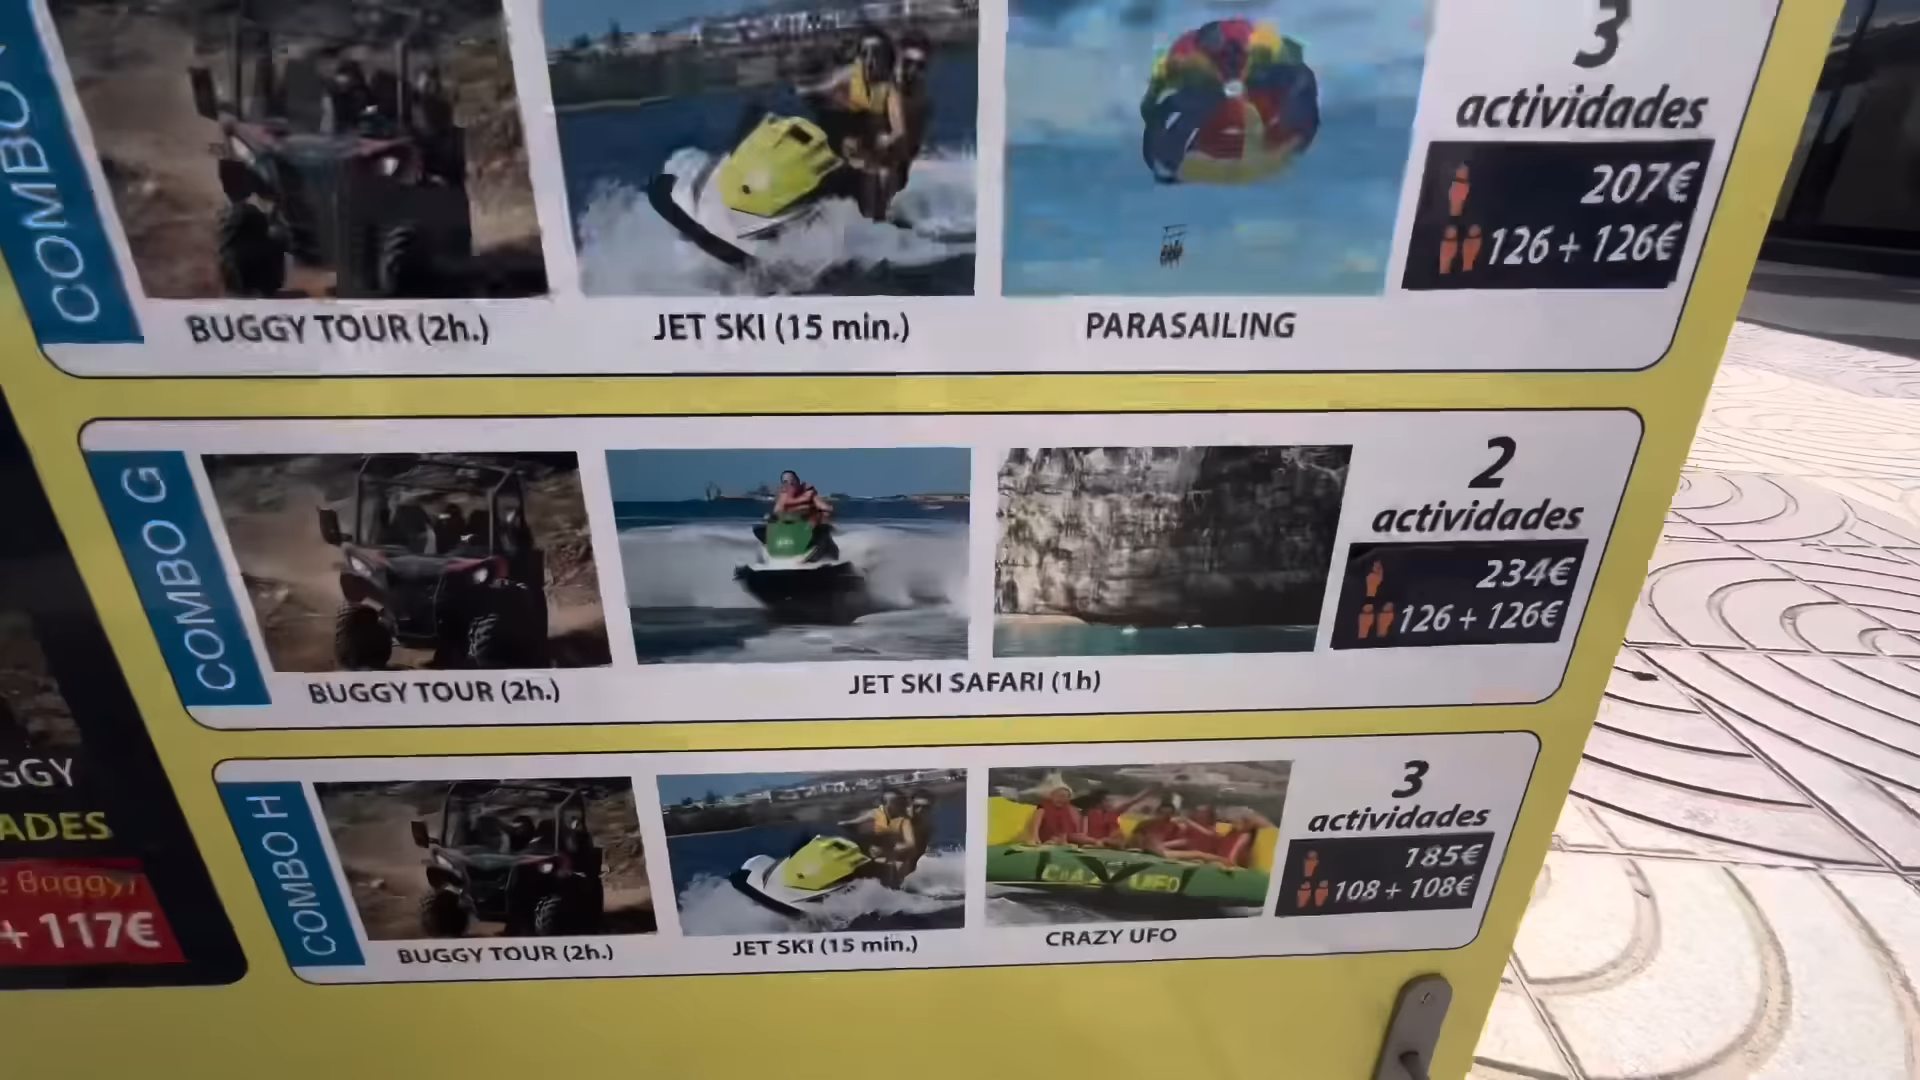 COMBO
3
actividades
207€
126 + 126€
BUGGY TOUR (2h.)
JET SKI (15 min.)
PARASAILING
COMBO G
2
actividades
234€
126 + 126€
BUGGY TOUR (2h.)
JET SKI SAFARI (1h)
COMBO H
3
actividades
185€
108 + 108€
BUGGY TOUR (2h.)
JET SKI (15 min.)
CRAZY UFO
GGY
ADES
Buggy)
+ 117€